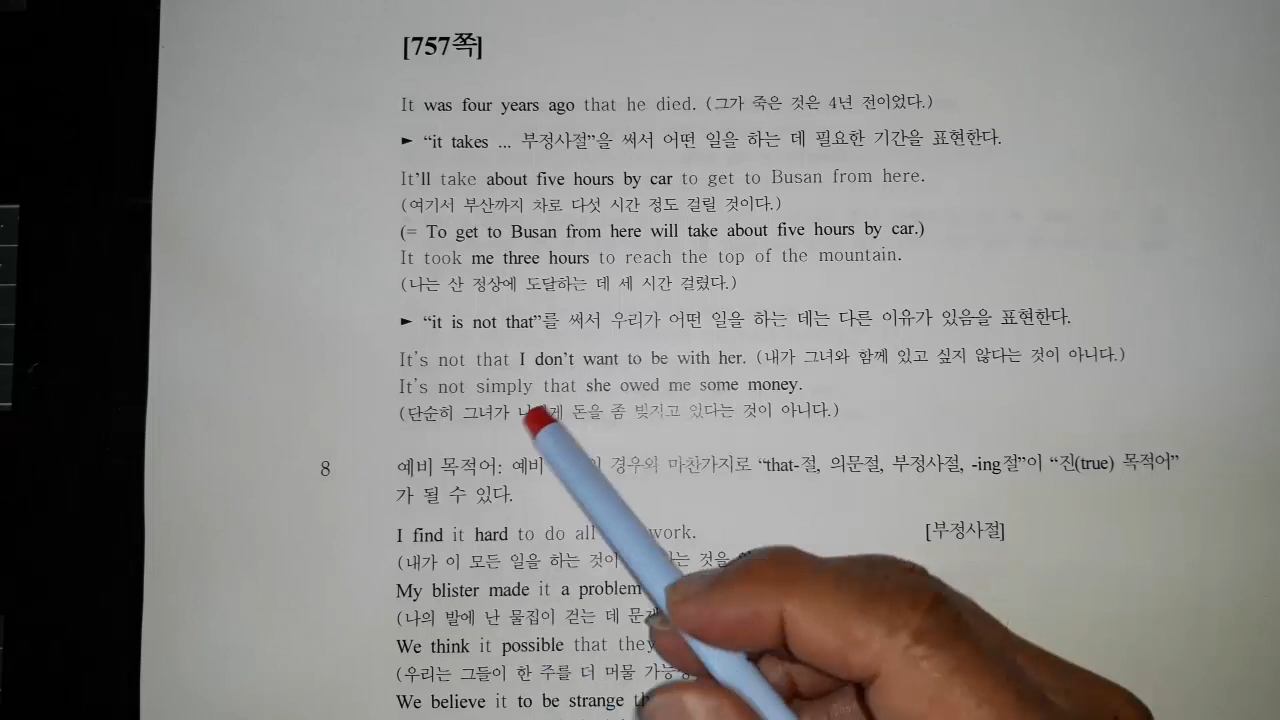 [757쪽]
It was four years ago that he died. (그가 죽은 것은 4년 전이었다.)
► “it takes ... 부정사절”을 써서 어떤 일을 하는 데 필요한 기간을 표현한다.
It’ll take about five hours by car to get to Busan from here.
(여기서 부산까지 차로 다섯 시간 정도 걸릴 것이다.)
(= To get to Busan from here will take about five hours by car.)
It took me three hours to reach the top of the mountain.
(나는 산 정상에 도달하는 데 세 시간 걸렸다.)
► “it is not that”를 써서 우리가 어떤 일을 하는 데는 다른 이유가 있음을 표현한다.
It’s not that I don’t want to be with her. (내가 그녀와 함께 있고 싶지 않다는 것이 아니다.)
It’s not simply that she owed me some money.
(단순히 그녀가 돈을 좀 빚지고 있다는 것이 아니다.)
8 예비 목적어: 예비 경우와 마찬가지로 “that-절, 의문절, 부정사절, -ing절”이 “진(true) 목적어”
가 될 수 있다.
I find it hard to do all work. [부정사절]
(내가 이 모든 일을 하는 것이 것을
My blister made it a problem
(나의 발에 난 물집이 걷는 데
We think it possible that they
(우리는 그들이 한 주를 더 머물
We believe it to be strange